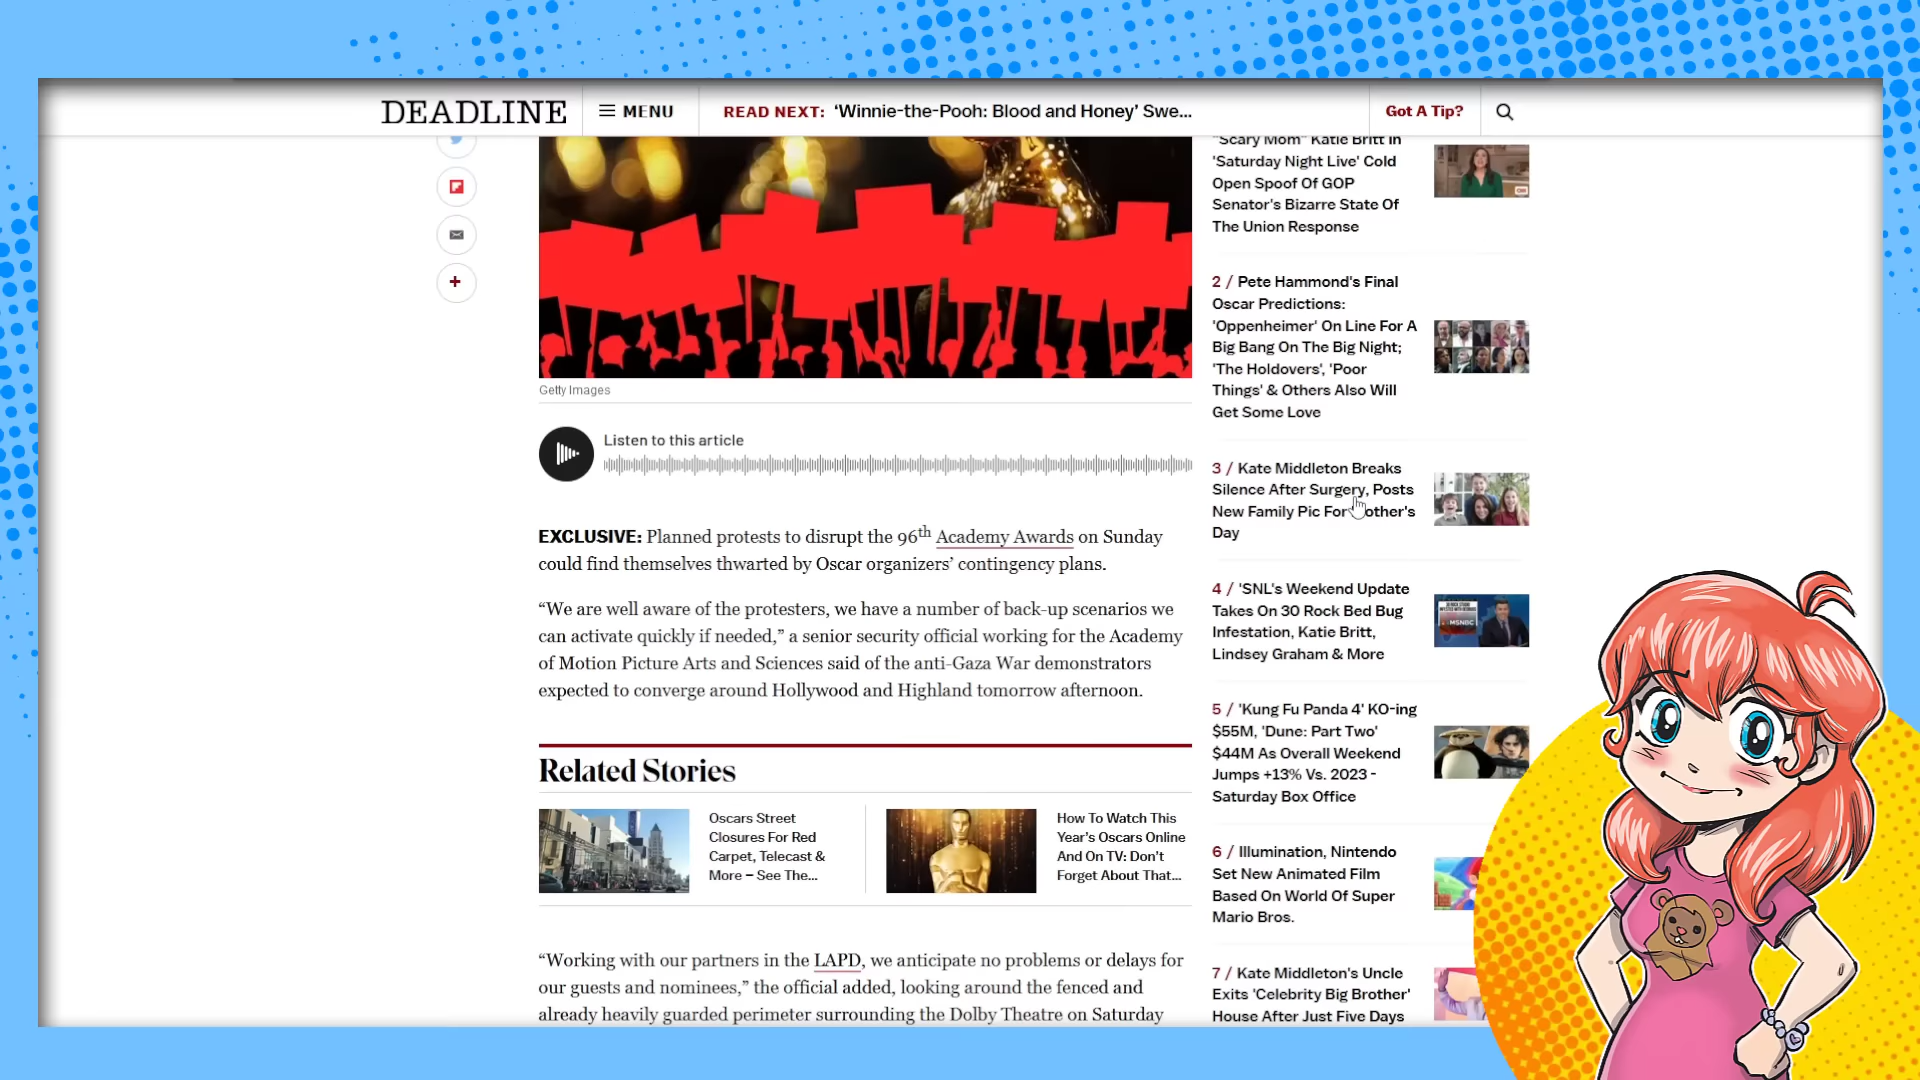 DEADLINE
MENU
READ NEXT: ‘Winnie-the-Pooh: Blood and Honey’ Swe...
Got A Tip?
Getty Images
Listen to this article
EXCLUSIVE: Planned protests to disrupt the 96th Academy Awards on Sunday
could find themselves thwarted by Oscar organizers’ contingency plans.
“We are well aware of the protesters, we have a number of back-up scenarios we
can activate quickly if needed,” a senior security official working for the Academy
of Motion Picture Arts and Sciences said of the anti-Gaza War demonstrators
expected to converge around Hollywood and Highland tomorrow afternoon.
Related Stories
Oscars Street
Closures For Red
Carpet, Telecast &
More – See The...
How To Watch This
Year’s Oscars Online
And On TV: Don’t
Forget About That...
“Working with our partners in the LAPD, we anticipate no problems or delays for
our guests and nominees,” the official added, looking around the fenced and
already heavily guarded perimeter surrounding the Dolby Theatre on Saturday
"Scary Mom" Katie Britt In
'Saturday Night Live' Cold
Open Spoof Of GOP
Senator's Bizarre State Of
The Union Response
2 / Pete Hammond's Final
Oscar Predictions:
'Oppenheimer' On Line For A
Big Bang On The Big Night;
'The Holdovers', 'Poor
Things' & Others Also Will
Get Some Love
3 / Kate Middleton Breaks
Silence After Surgery, Posts
New Family Pic For other's
Day
4 / 'SNL's Weekend Update
Takes On 30 Rock Bed Bug
Infestation, Katie Britt,
Lindsey Graham & More
MSNBC
5 / 'Kung Fu Panda 4' KO-ing
$55M, 'Dune: Part Two'
$44M As Overall Weekend
Jumps +13% Vs. 2023 -
Saturday Box Office
6 / Illumination, Nintendo
Set New Animated Film
Based On World Of Super
Mario Bros.
7 / Kate Middleton's Uncle
Exits 'Celebrity Big Brother'
House After Just Five Days